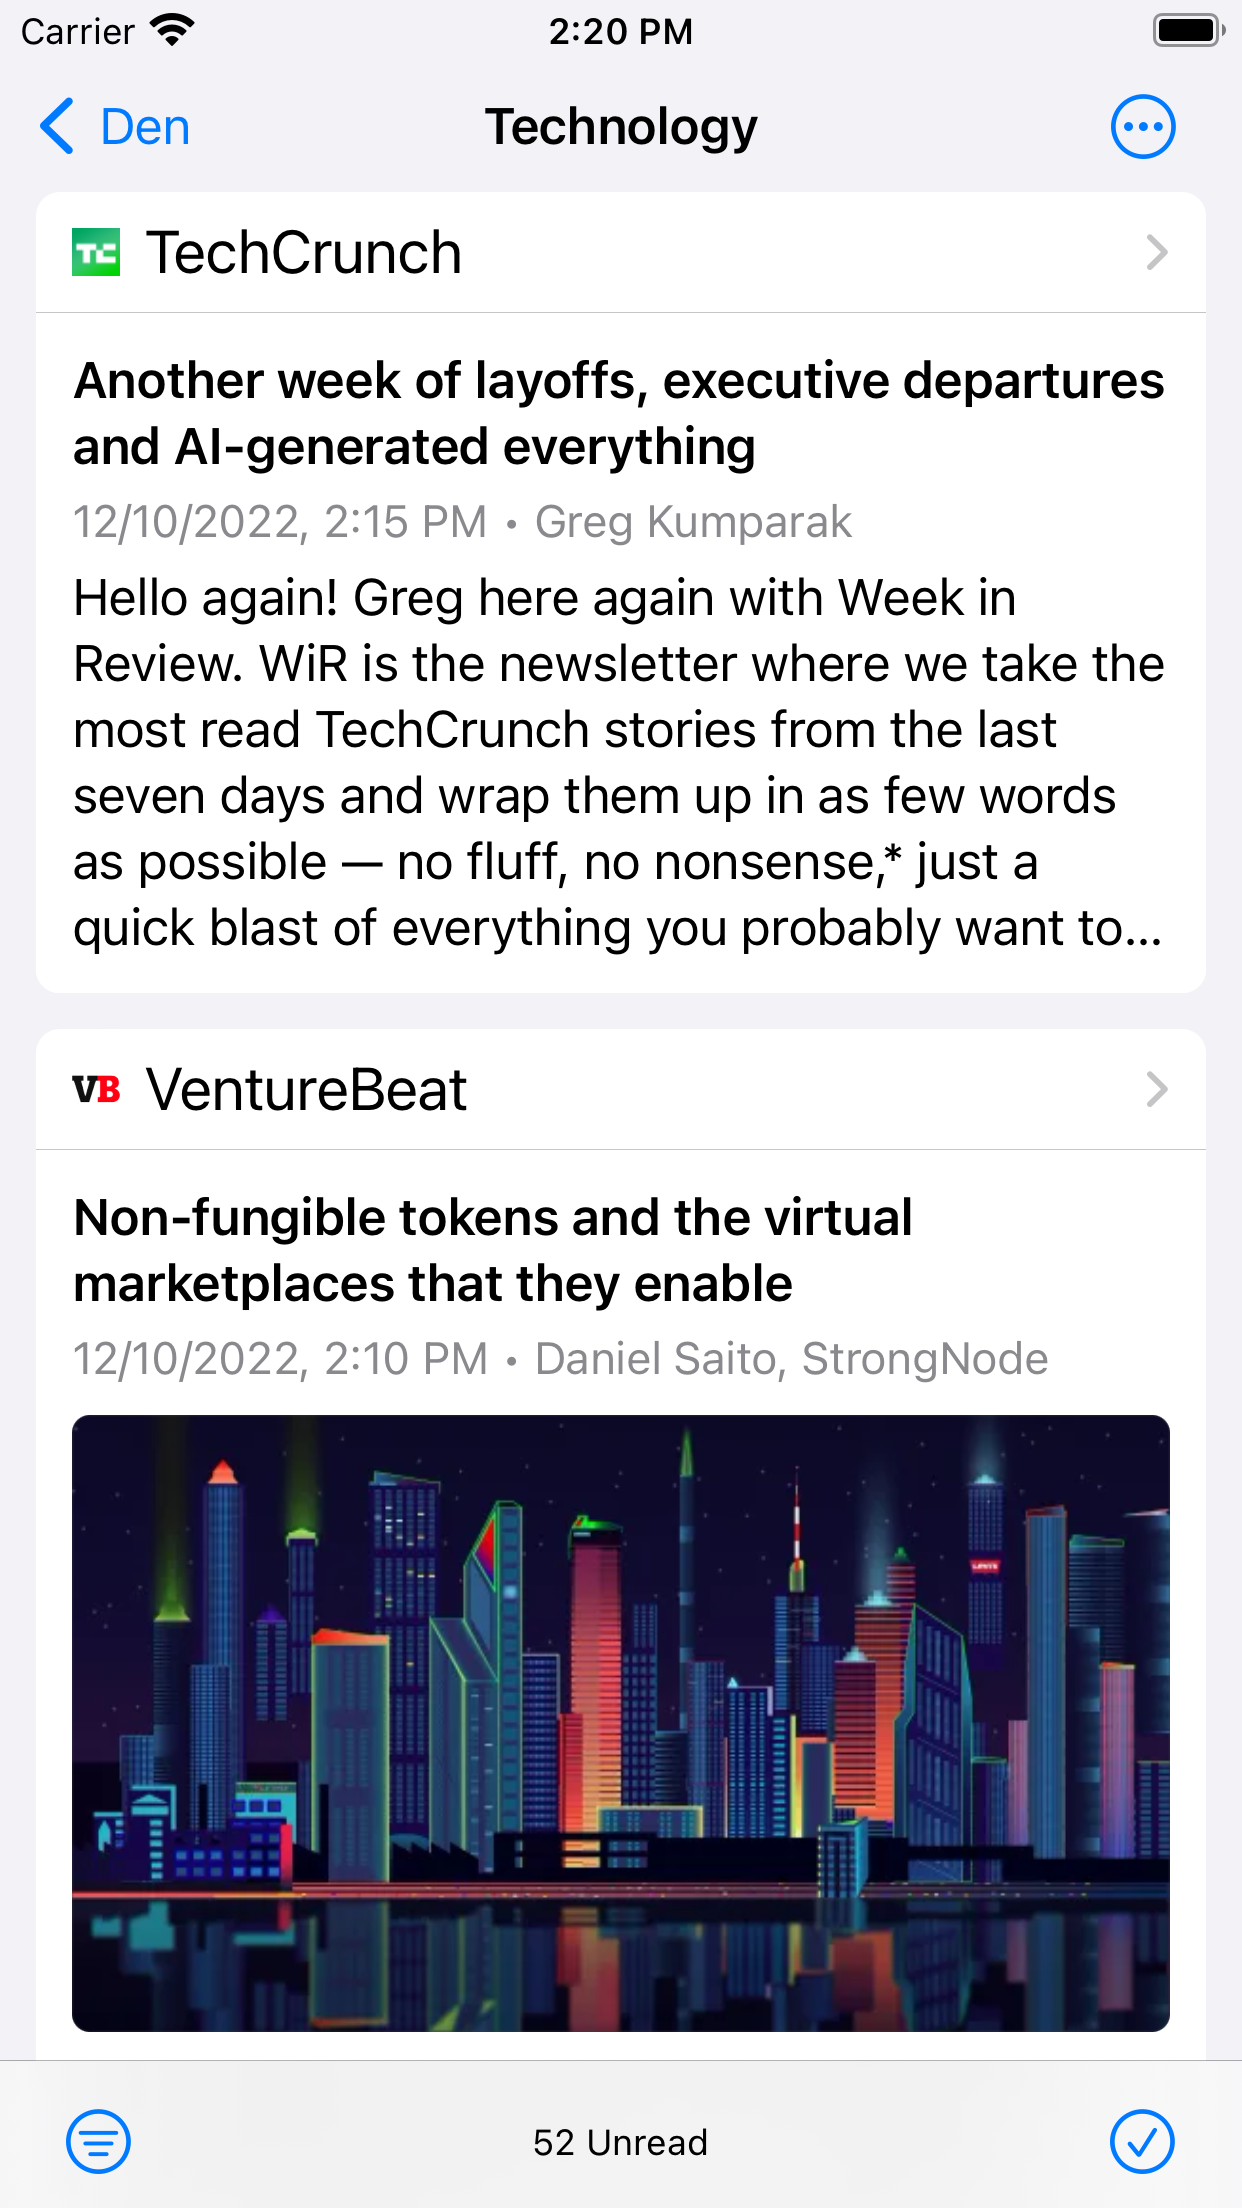 Carrier 2:20 PM
Den Technology
TC TechCrunch
Another week of layoffs, executive departures
and AI-generated everything
12/10/2022, 2:15 PM • Greg Kumparak
Hello again! Greg here again with Week in
Review. WiR is the newsletter where we take the
most read TechCrunch stories from the last
seven days and wrap them up in as few words
as possible — no fluff, no nonsense,* just a
quick blast of everything you probably want to...
VB VentureBeat
Non-fungible tokens and the virtual
marketplaces that they enable
12/10/2022, 2:10 PM • Daniel Saito, StrongNode
52 Unread